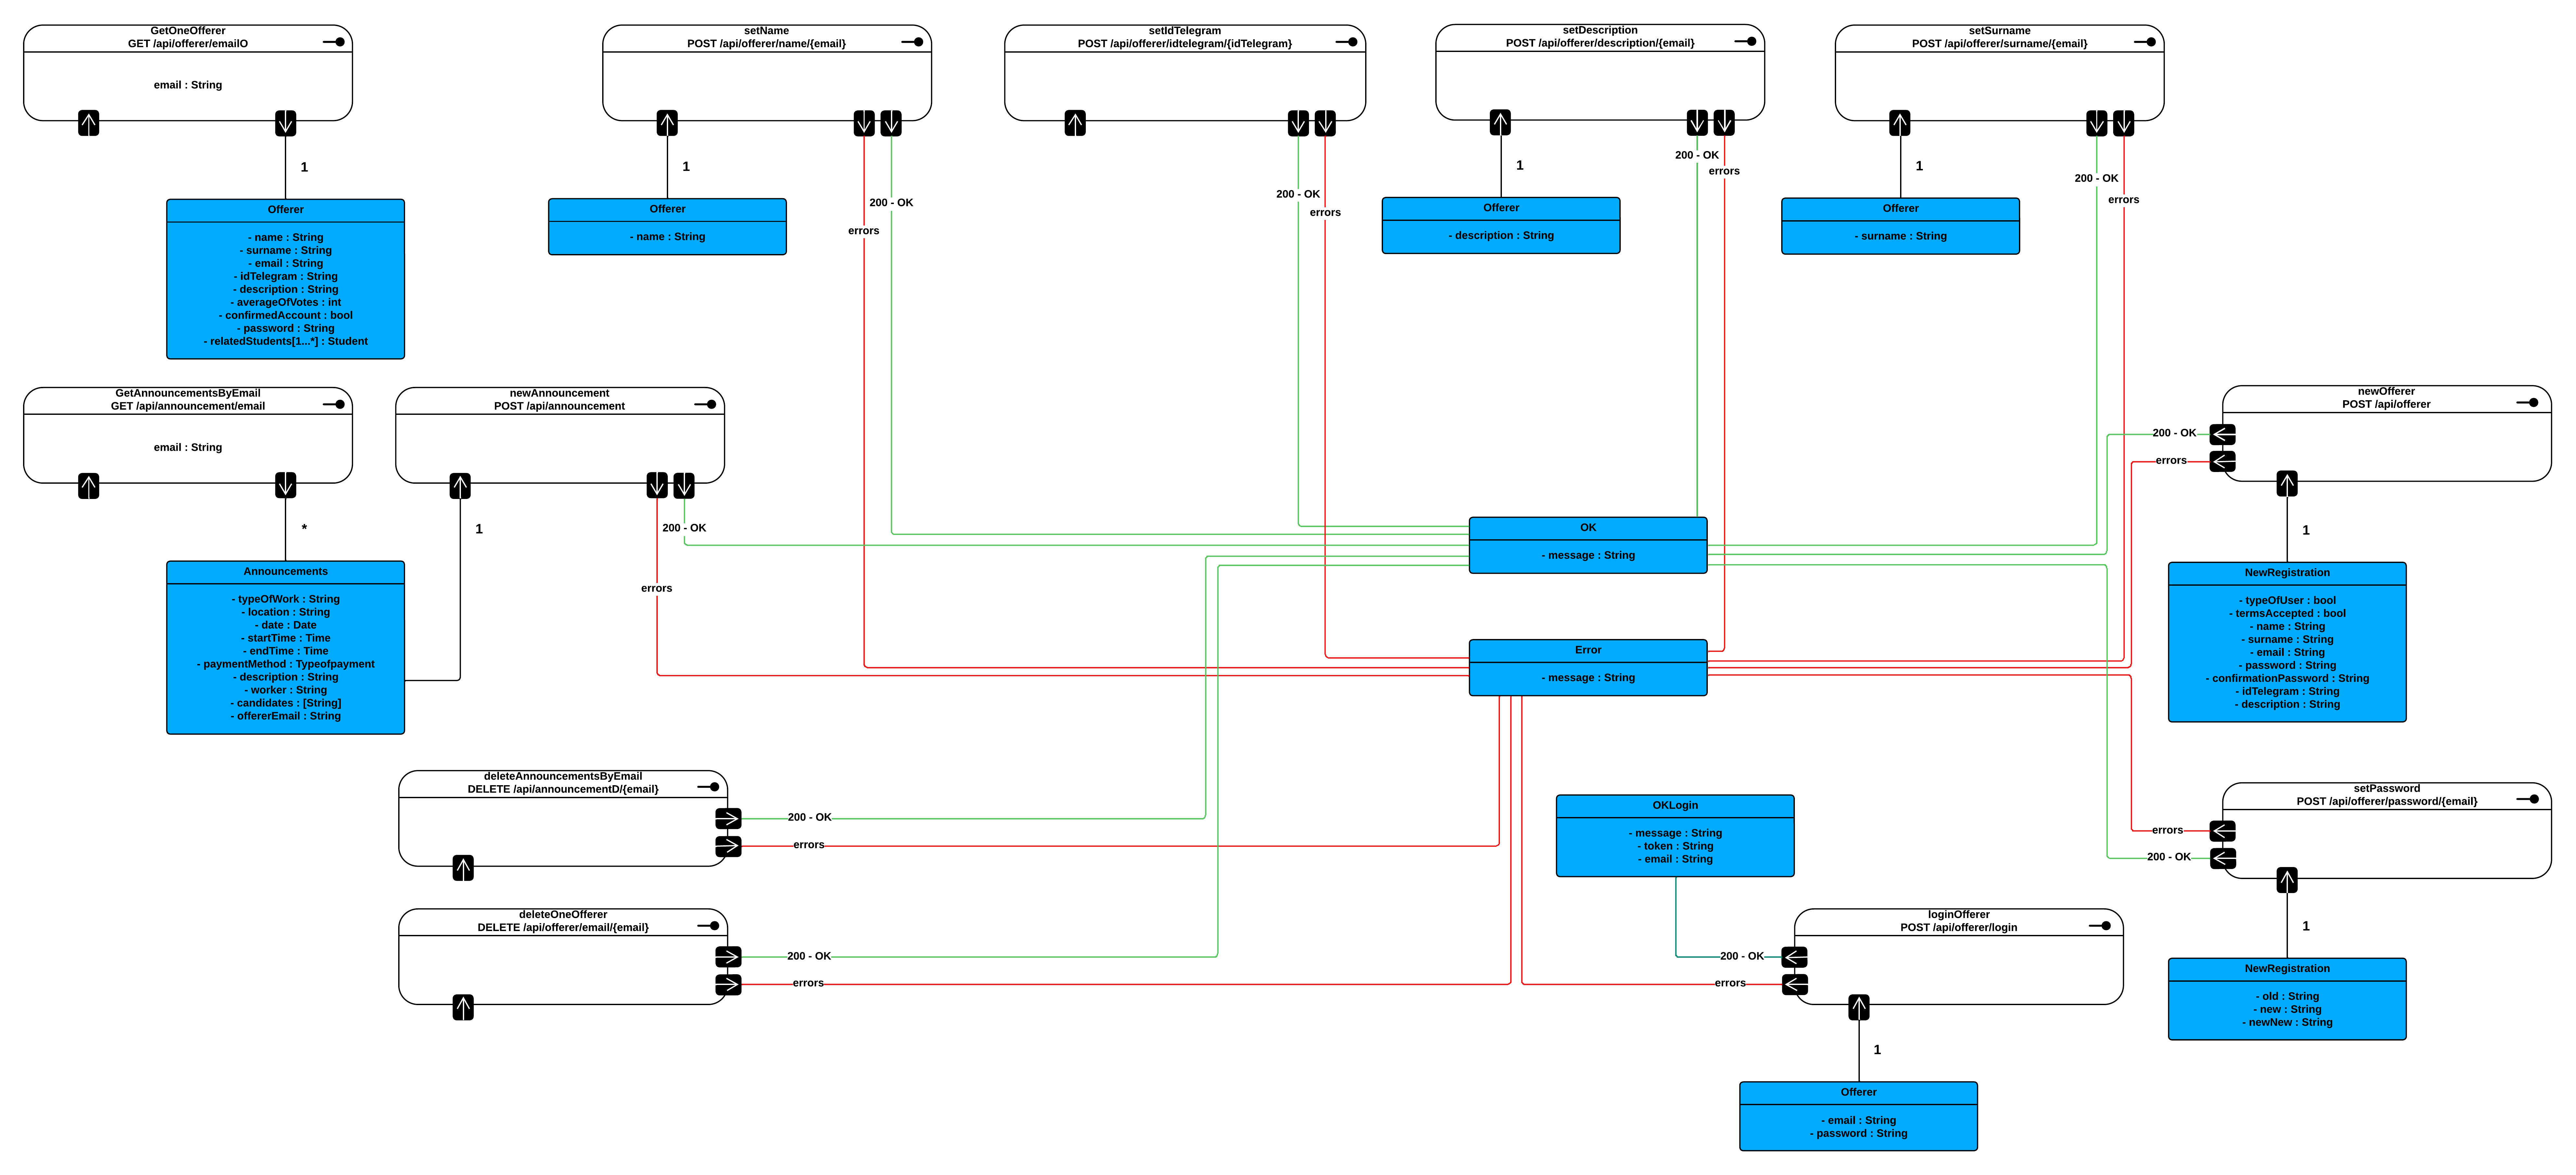 GetOneOfferer
GET /api/offerer/emailO
email : String
1
Offerer
- name : String
- surname : String
- email : String
- idTelegram : String
- description : String
- averageOfVotes : int
- confirmedAccount : bool
- password : String
- relatedStudents[1...*] : Student
setName
POST /api/offerer/name/{email}
1
Offerer
- name : String
errors
200 - OK
setIdTelegram
POST /api/offerer/idtelegram/{idTelegram}
200 - OK
errors
setDescription
POST /api/offerer/description/{email}
1
Offerer
- description : String
200 - OK
errors
setSurname
POST /api/offerer/surname/{email}
1
Offerer
- surname : String
200 - OK
errors
GetAnnouncementsByEmail
GET /api/announcement/email
email : String
*
Announcements
- typeOfWork : String
- location : String
- date : Date
- startTime : Time
- endTime : Time
- paymentMethod : Typeofpayment
- description : String
- worker : String
- candidates : [String]
- offererEmail : String
newAnnouncement
POST /api/announcement
1
200 - OK
errors
OK
- message : String
Error
- message : String
newOfferer
POST /api/offerer
200 - OK
errors
1
NewRegistration
- typeOfUser : bool
- termsAccepted : bool
- name : String
- surname : String
- email : String
- password : String
- confirmationPassword : String
- idTelegram : String
- description : String
deleteAnnouncementsByEmail
DELETE /api/announcementD/{email}
200 - OK
errors
deleteOneOfferer
DELETE /api/offerer/email/{email}
200 - OK
errors
OKLogin
- message : String
- token : String
- email : String
loginOfferer
POST /api/offerer/login
200 - OK
errors
1
Offerer
- email : String
- password : String
setPassword
POST /api/offerer/password/{email}
errors
200 - OK
1
NewRegistration
- old : String
- new : String
- newNew : String